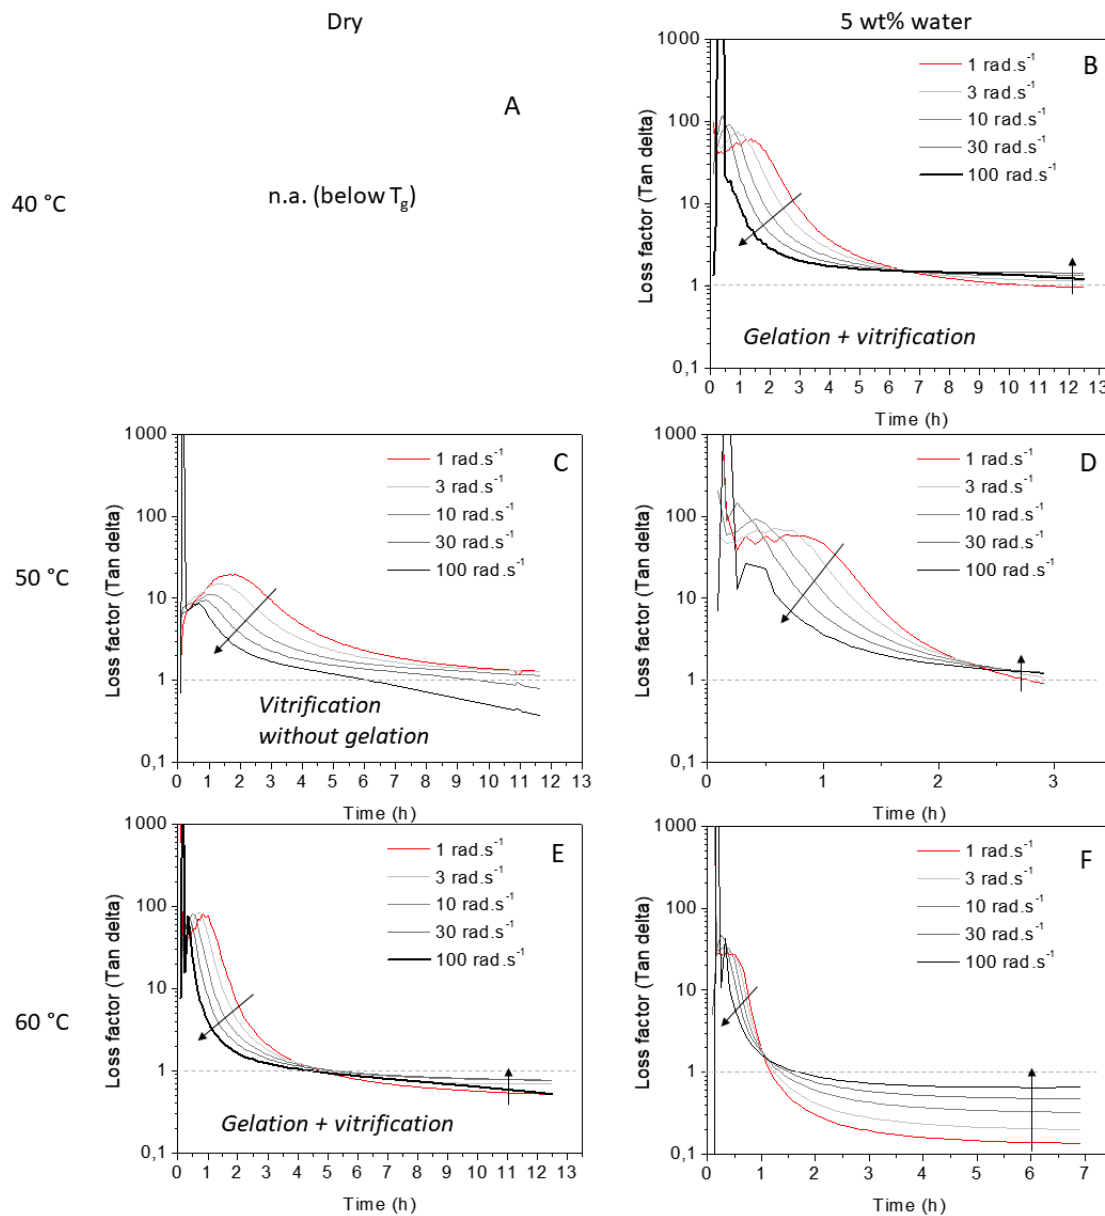 Dry
5 wt% water
40 °C
A
n.a. (below Tg)
B
Loss factor (Tan delta)
1000
100
10
1
0,1
1 rad.s-1
3 rad.s-1
10 rad.s-1
30 rad.s-1
100 rad.s-1
Gelation + vitrification
0 1 2 3 4 5 6 7 8 9 10 11 12 13
Time (h)
50 °C
C
Loss factor (Tan delta)
1000
100
10
1
0,1
1 rad.s-1
3 rad.s-1
10 rad.s-1
30 rad.s-1
100 rad.s-1
Vitrification
without gelation
0 1 2 3 4 5 6 7 8 9 10 11 12 13
Time (h)
D
Loss factor (Tan delta)
1000
100
10
1
0,1
1 rad.s-1
3 rad.s-1
10 rad.s-1
30 rad.s-1
100 rad.s-1
0 1 2 3
Time (h)
60 °C
E
Loss factor (Tan delta)
1000
100
10
1
0,1
1 rad.s-1
3 rad.s-1
10 rad.s-1
30 rad.s-1
100 rad.s-1
Gelation + vitrification
0 1 2 3 4 5 6 7 8 9 10 11 12 13
Time (h)
F
Loss factor (Tan delta)
1000
100
10
1
0,1
1 rad.s-1
3 rad.s-1
10 rad.s-1
30 rad.s-1
100 rad.s-1
0 1 2 3 4 5 6 7
Time (h)